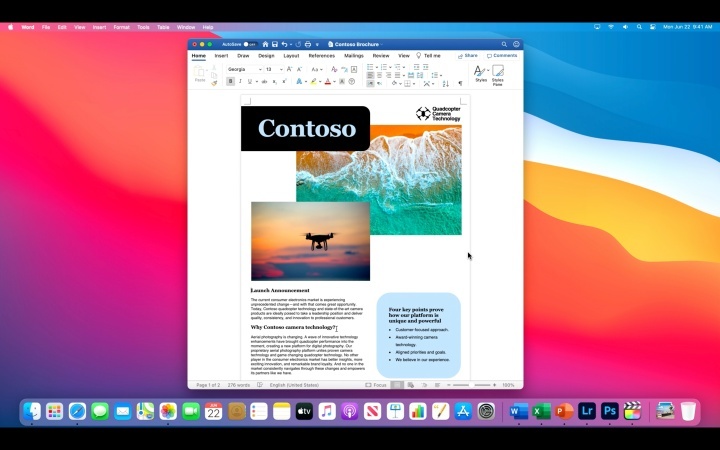 Word File Edit View Insert Format Tools Table Window Help Mon Jun 22 9:41 AM
AutoSave Contoso Brochure
Home Insert Draw Design Layout References Mailings Review View Tell me Share Comments
Georgia 13
Paste Styles Styles Pane
Contoso
Quadcopter
Camera
Technology
Launch Announcement
The current consumer electronics market is experiencing
unprecedented change – and with that comes great opportunity.
Today, Contoso quadcopter technology and state-of-the-art camera
products are ideally poised to take a leadership position and deliver
quality, consistency, and innovation to professional customers.
Why Contoso camera technology?
Aerial photography is changing. A wave of innovative technology
enhancements have brought quadcopter performance into the
moment, creating a new platform for digital photography. Our
proprietary aerial photography platform unites proven camera
technology and game changing quadcopter technology. No other
player in the consumer electronics market has better insights, more
exciting innovation, and remarkable brand loyalty. And no one in the
market consistently navigates through these changes and empowers
its partners like we have.
Four key points prove
how our platform is
unique and powerful
Customer-focused approach.
Award-winning camera
technology.
Aligned priorities and goals.
We believe in our experience.
Page 1 of 2 276 words English (United States) Focus 100%
JUN
22
tv
W X P Lr Ps